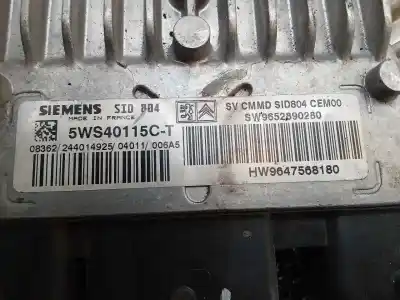 SIEMENS SID 804
MADE IN FRANCE
5WS40115C-T
08362/244014925/04011/006A5
SV CMMD SID804 CEM00
SW9652890280
HW9647568180